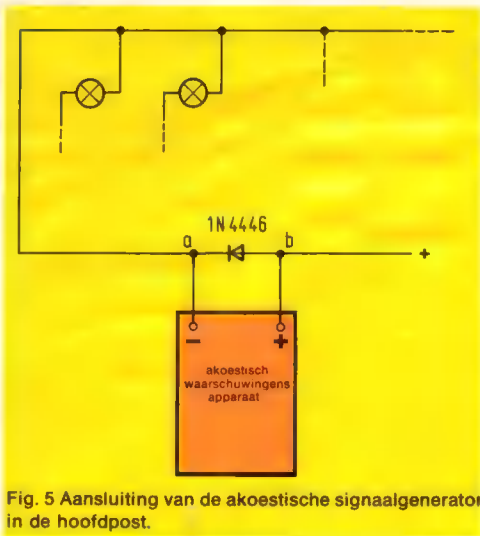 1N4446
a
b
+
− +
akoestisch
waarschuwingens
apparaat
Fig. 5 Aansluiting van de akoestische signaalgenerator
in de hoofdpost.